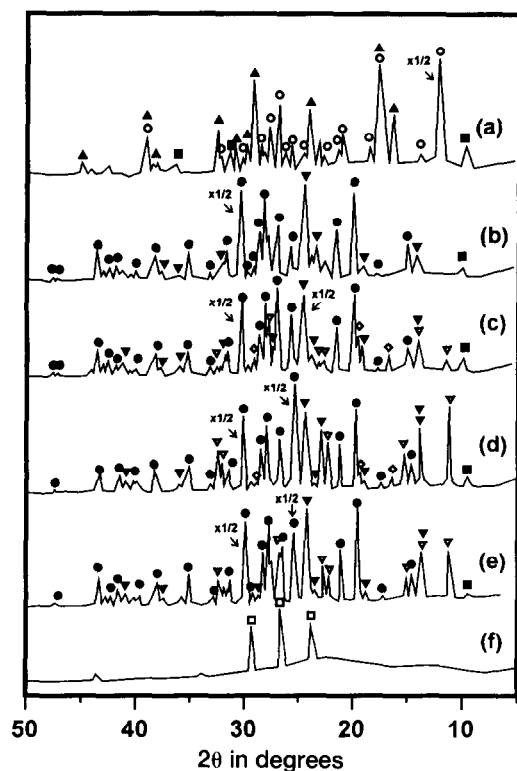 x1/2
(a)
x1/2
(b)
x1/2
x1/2
(c)
x1/2
x1/2
(d)
x1/2
x1/2
(e)
(f)
50 40 30 20 10
2θ in degrees